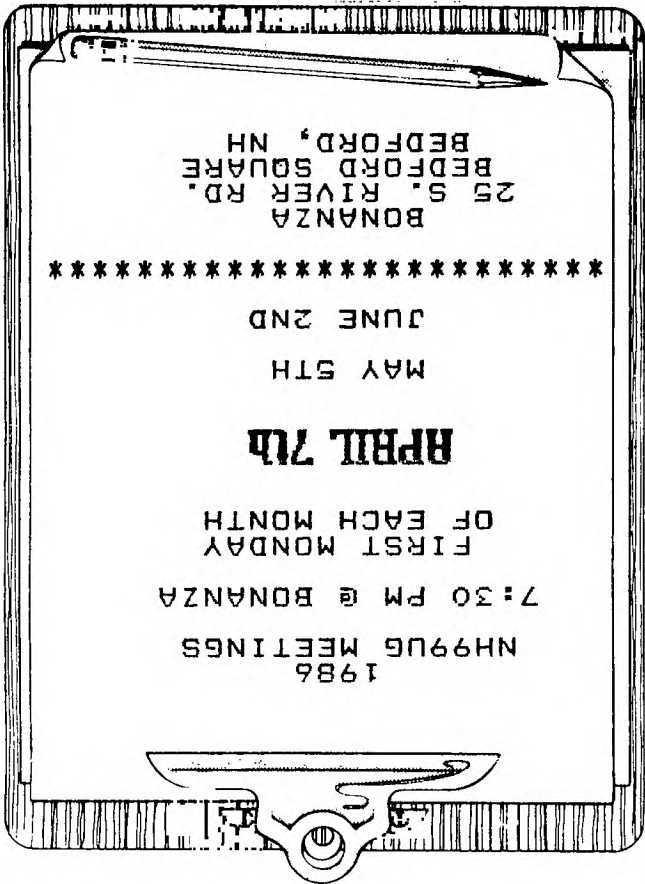 1986
NH99UG MEETINGS
7:30 PM @ BONANZA
FIRST MONDAY
OF EACH MONTH
APRIL 7th
MAY 5TH
JUNE 2ND
**************************
BONANZA
25 S. RIVER RD.
BEDFORD SQUARE
BEDFORD, NH